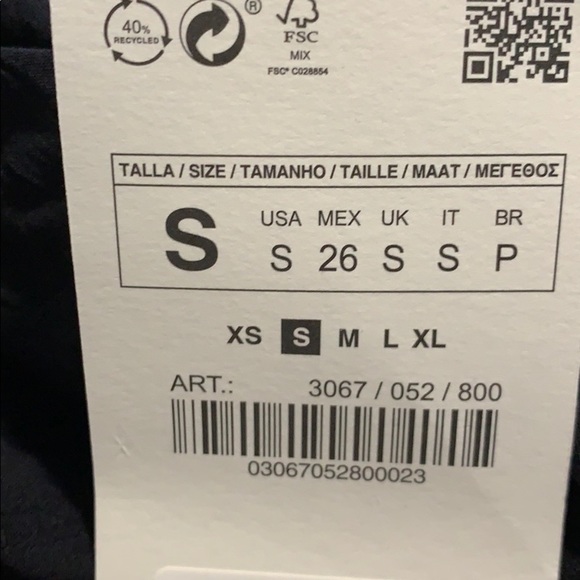 40%
RECYCLED
®
FSC
MIX
FSC® C028854
TALLA / SIZE / TAMANHO / TAILLE / MAAT / ΜΕΓΕΘΟΣ
USA MEX UK IT BR
S S 26 S S P
XS S M L XL
ART.: 3067 / 052 / 800
03067052800023